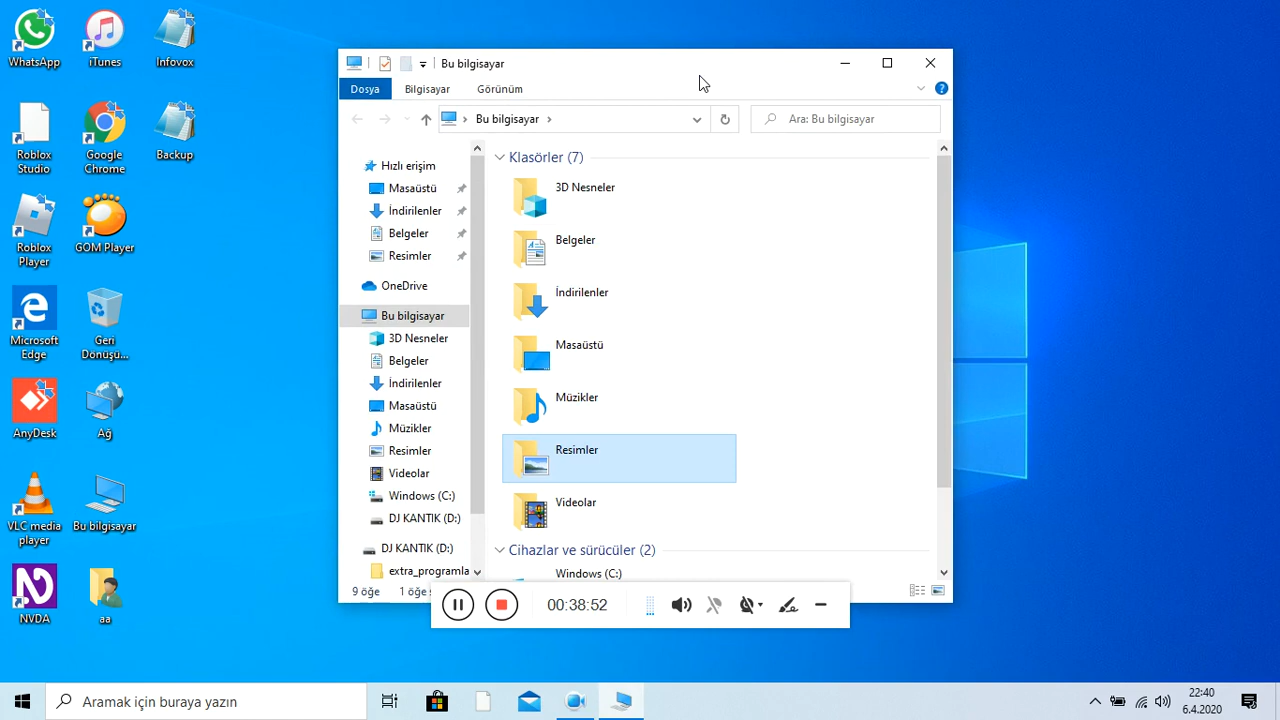 WhatsApp
iTunes
Infovox
Roblox
Studio
Google
Chrome
Backup
Roblox
Player
GOM Player
Microsoft
Edge
Geri
Dönüşü...
AnyDesk
Ağ
VLC media
player
Bu bilgisayar
NVDA
aa
Bu bilgisayar
Dosya
Bilgisayar
Görünüm
Bu bilgisayar
Ara: Bu bilgisayar
Hızlı erişim
Masaüstü
İndirilenler
Belgeler
Resimler
OneDrive
Bu bilgisayar
3D Nesneler
Belgeler
İndirilenler
Masaüstü
Müzikler
Resimler
Videolar
Windows (C:)
DJ KANTIK (D:)
DJ KANTIK (D:)
extra_programla
Klasörler (7)
3D Nesneler
Belgeler
İndirilenler
Masaüstü
Müzikler
Resimler
Videolar
Cihazlar ve sürücüler (2)
Windows (C:)
9 öğe
1 öğe s
00:38:52
Aramak için buraya yazın
22:40
6.4.2020